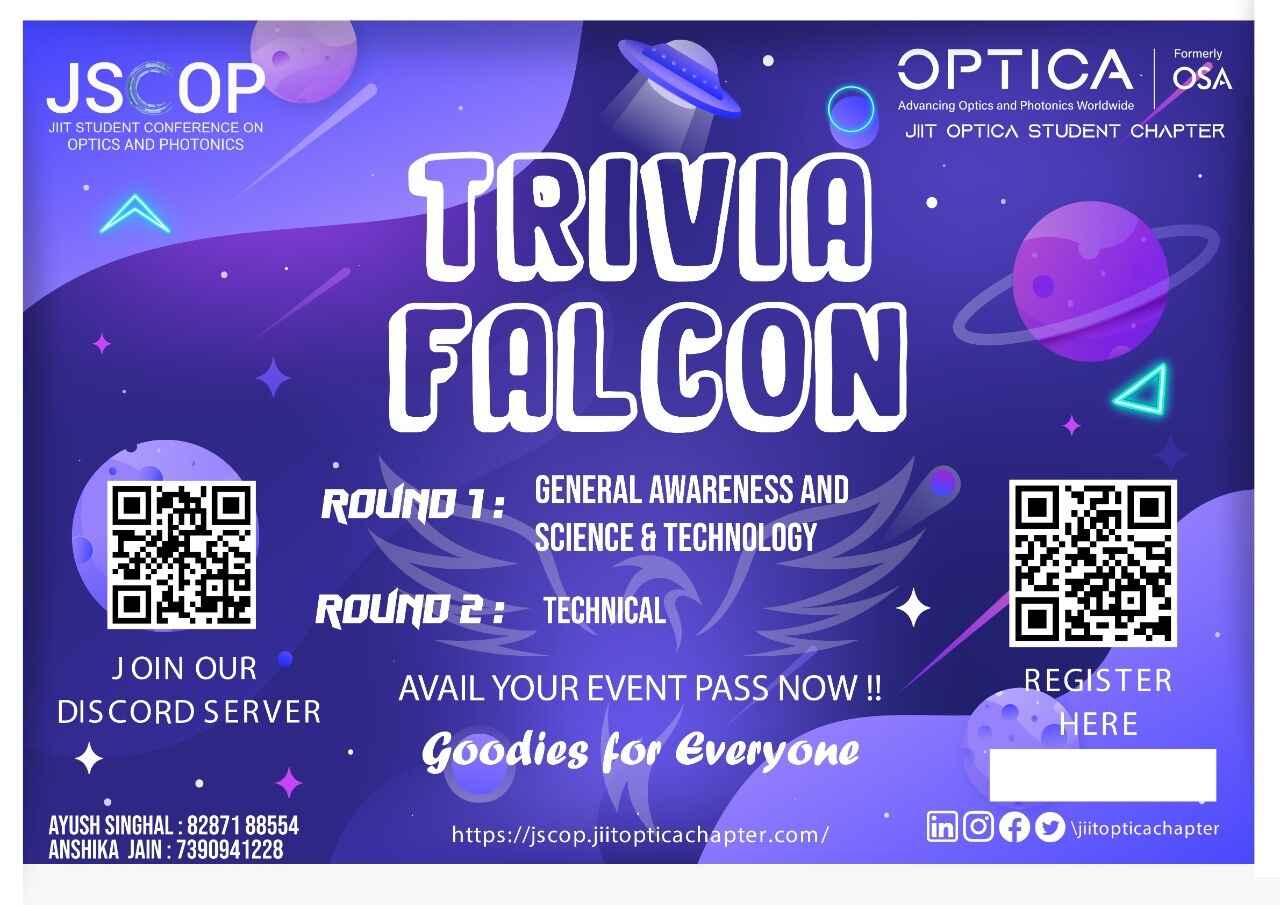 JSCOP
JIIT STUDENT CONFERENCE ON
OPTICS AND PHOTONICS
OPTICA
Advancing Optics and Photonics Worldwide
Formerly
OSA
JIIT OPTICA STUDENT CHAPTER
TRIVIA
FALCON
ROUND 1 :
GENERAL AWARENESS AND
SCIENCE & TECHNOLOGY
ROUND 2 :
TECHNICAL
JOIN OUR
DISCORD SERVER
AVAIL YOUR EVENT PASS NOW !!
Goodies for Everyone
REGISTER
HERE
AYUSH SINGHAL : 82871 88554
ANSHIKA JAIN : 7390941228
https://jscop.jiitopticachapter.com/
\jiitopticachapter